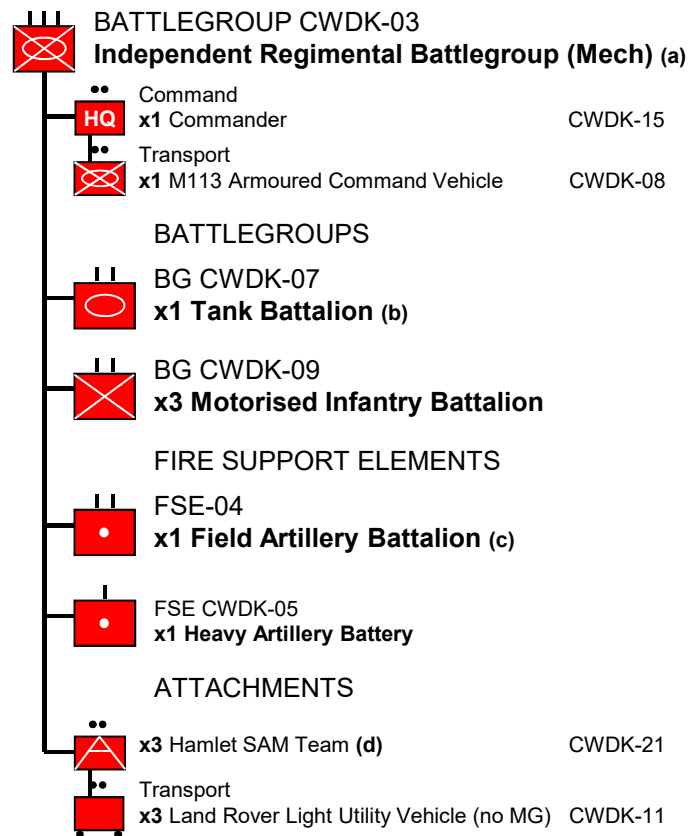 BATTLEGROUP CWDK-03
Independent Regimental Battlegroup (Mech) (a)
Command
HQ x1 Commander CWDK-15
Transport
x1 M113 Armoured Command Vehicle CWDK-08
BATTLEGROUPS
BG CWDK-07
x1 Tank Battalion (b)
BG CWDK-09
x3 Motorised Infantry Battalion
FIRE SUPPORT ELEMENTS
FSE-04
x1 Field Artillery Battalion (c)
FSE CWDK-05
x1 Heavy Artillery Battery
ATTACHMENTS
x3 Hamlet SAM Team (d) CWDK-21
Transport
x3 Land Rover Light Utility Vehicle (no MG) CWDK-11